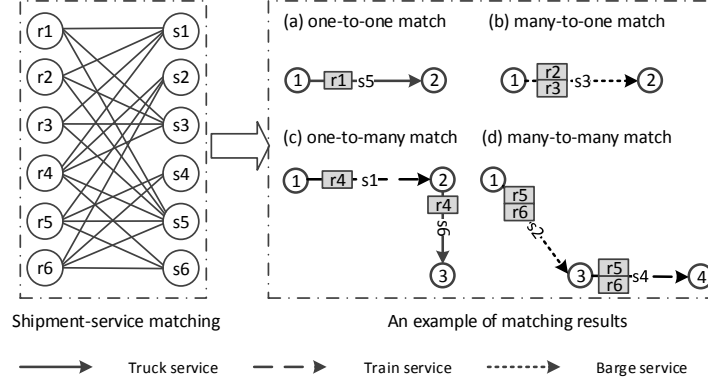 r1
r2
r3
r4
r5
r6
s1
s2
s3
s4
s5
s6
Shipment-service matching
(a) one-to-one match
1 r1 s5 2
(b) many-to-one match
1 r2 s3 2
r3
(c) one-to-many match
1 r4 s1 2
r4
s6
3
(d) many-to-many match
1
r5
r6
s2
3 r5 s4 4
r6
An example of matching results
Truck service
Train service
Barge service